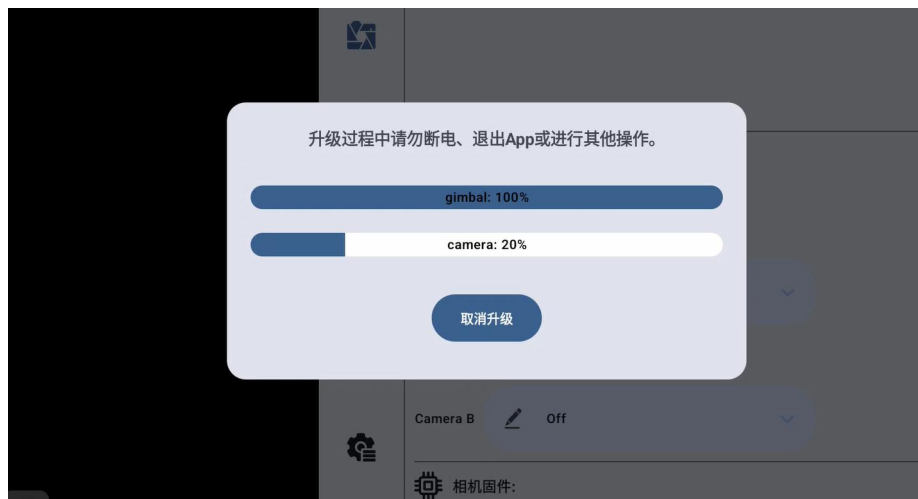 升级过程中请勿断电、退出App或进行其他操作。
gimbal: 100%
camera: 20%
取消升级
Camera B Off
相机固件: